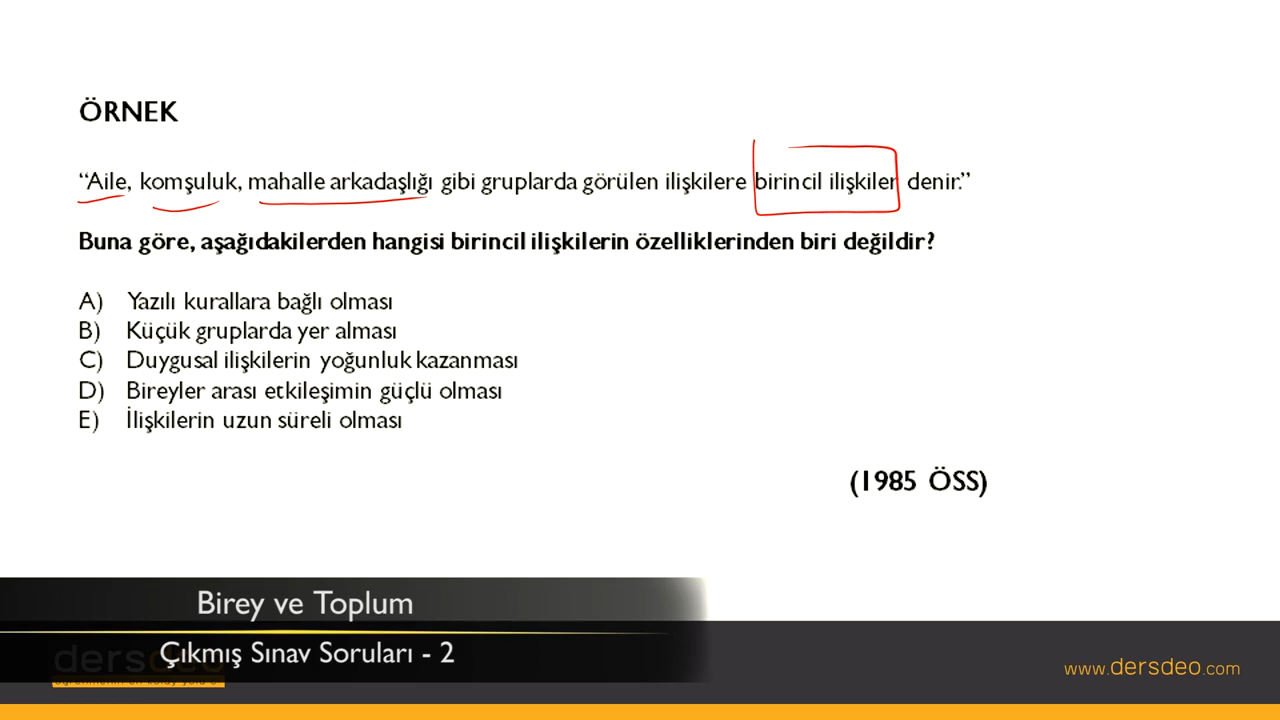 ÖRNEK
“Aile, komşuluk, mahalle arkadaşlığı gibi gruplarda görülen ilişkilere birincil ilişkiler denir.”
Buna göre, aşağıdakilerden hangisi birincil ilişkilerin özelliklerinden biri değildir?
A) Yazılı kurallara bağlı olması
B) Küçük gruplarda yer alması
C) Duygusal ilişkilerin yoğunluk kazanması
D) Bireyler arası etkileşimin güçlü olması
E) İlişkilerin uzun süreli olması
(1985 ÖSS)
Birey ve Toplum
Çıkmış Sınav Soruları - 2
dersdeo
www.dersdeo.com